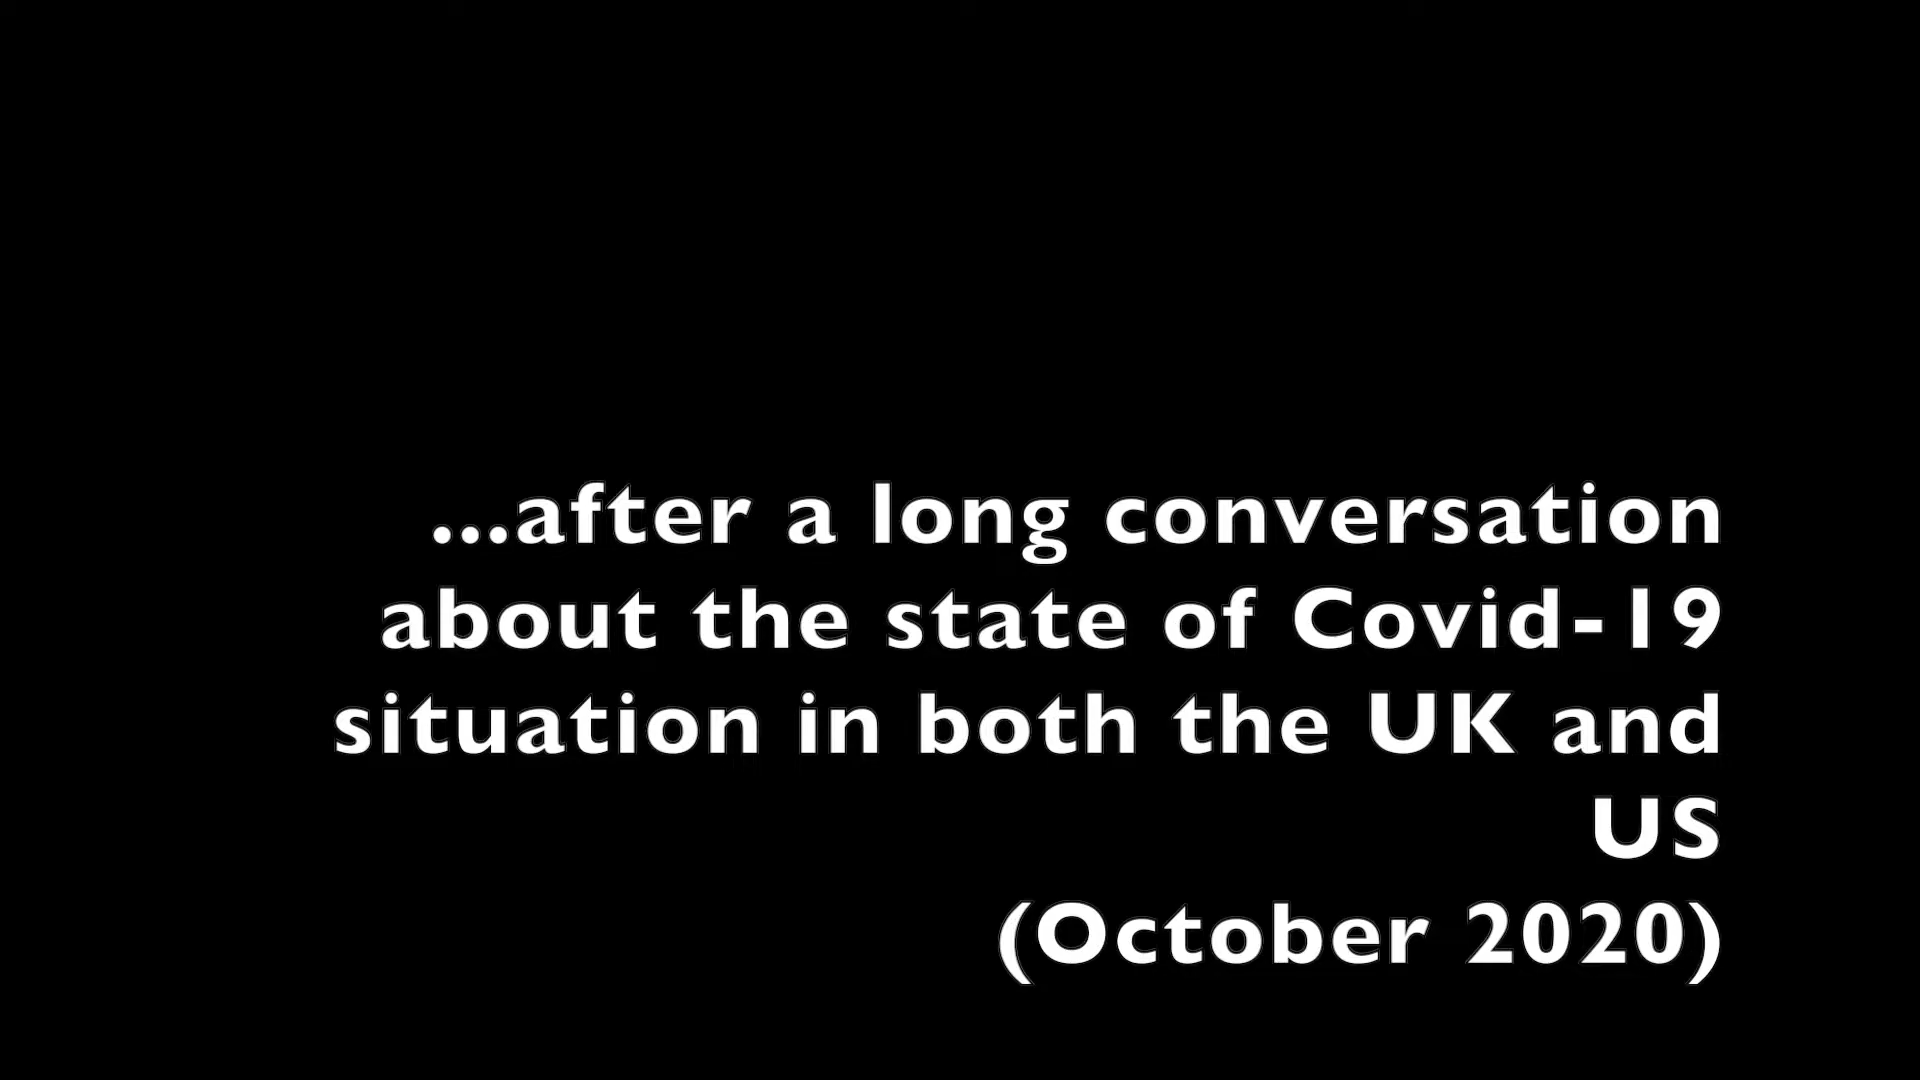 ...after a long conversation
about the state of Covid-19
situation in both the UK and
US
(October 2020)